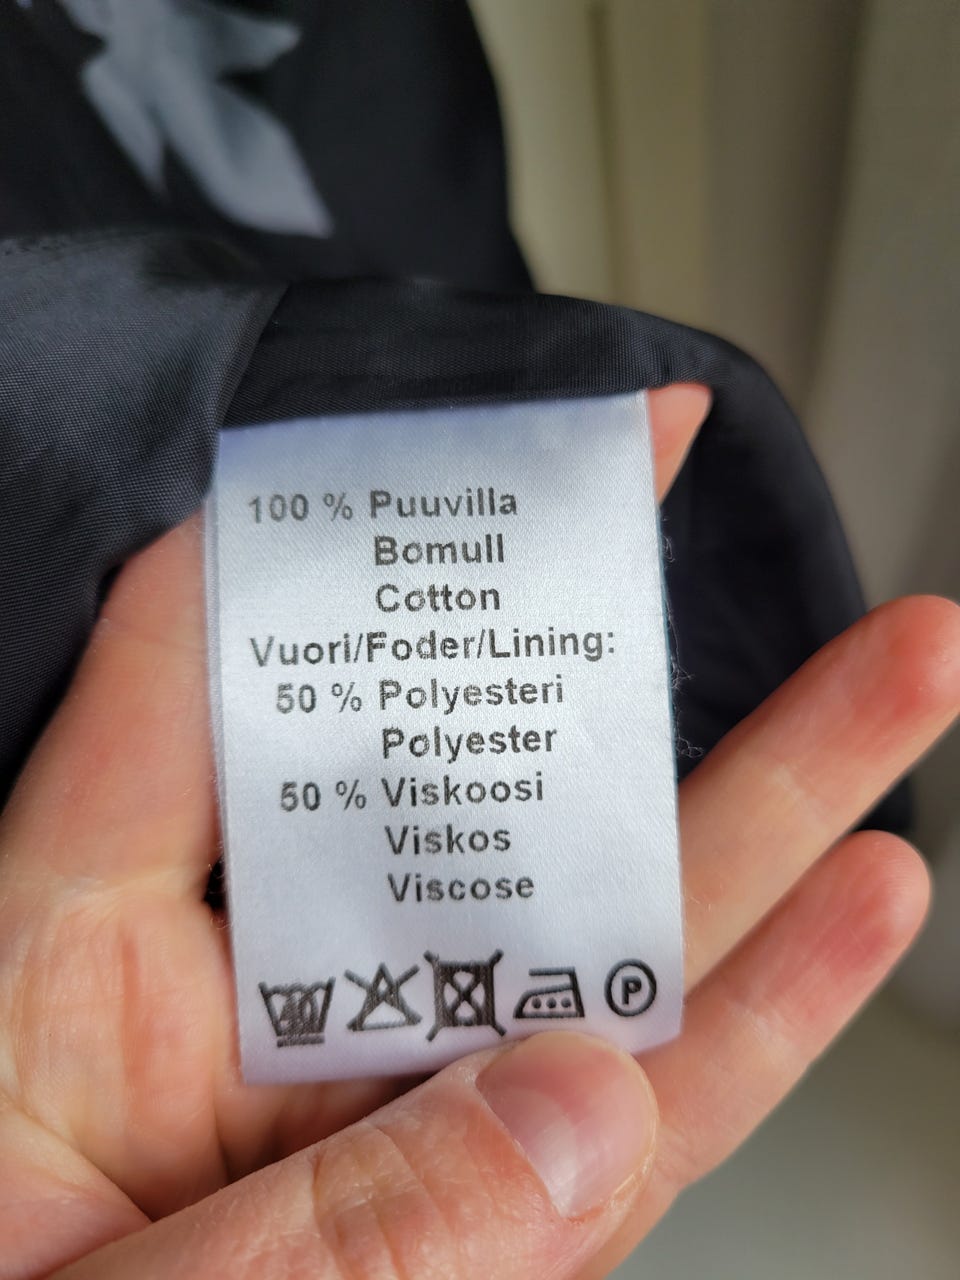 100 % Puuvilla
Bomull
Cotton
Vuori/Foder/Lining:
50 % Polyesteri
Polyester
50 % Viskoosi
Viskos
Viscose
40 P